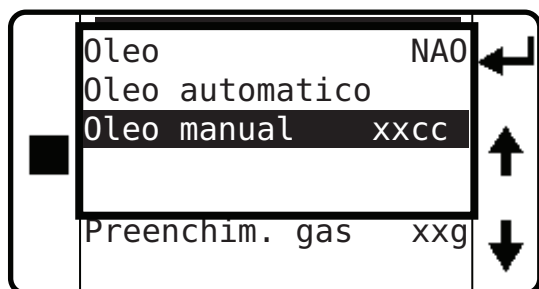 Oleo NAO
Oleo automatico
Oleo manual xxcc
Preenchim. gas xxg